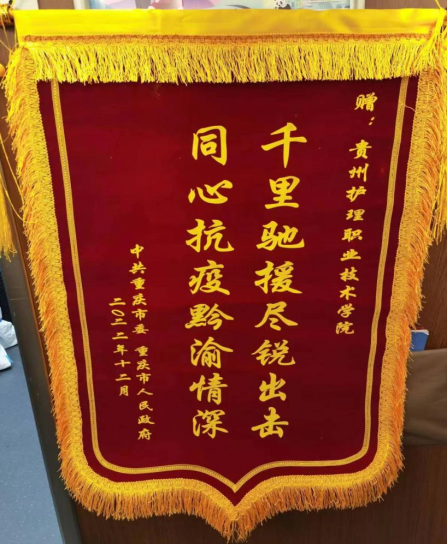 赠：贵州护理职业技术学院
千里驰援尽锐出击
同心抗疫黔渝情深
中共重庆市委 重庆市人民政府
二〇二二年十二月